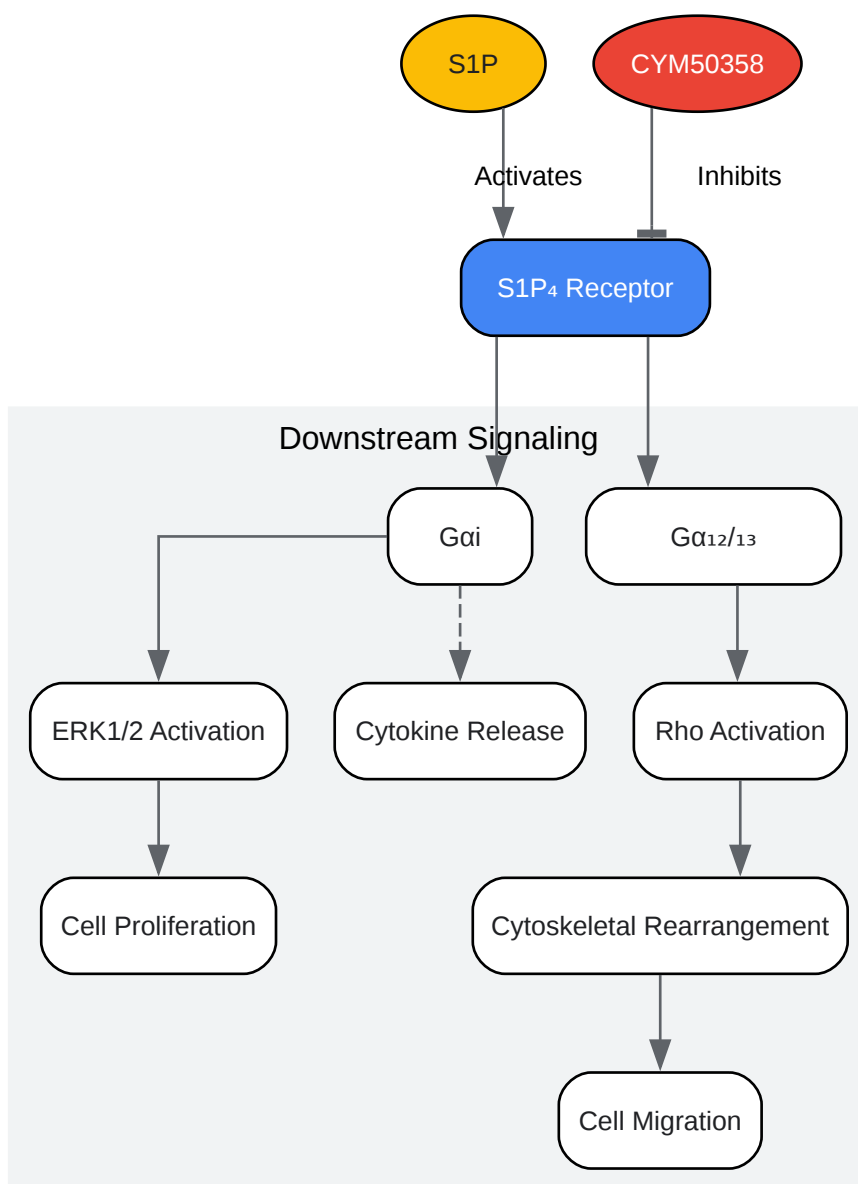 S1P
CYM50358
Activates
Inhibits
S1P₄ Receptor
Downstream Signaling
Gαi
Gα₁₂/₁₃
ERK1/2 Activation
Cytokine Release
Rho Activation
Cell Proliferation
Cytoskeletal Rearrangement
Cell Migration